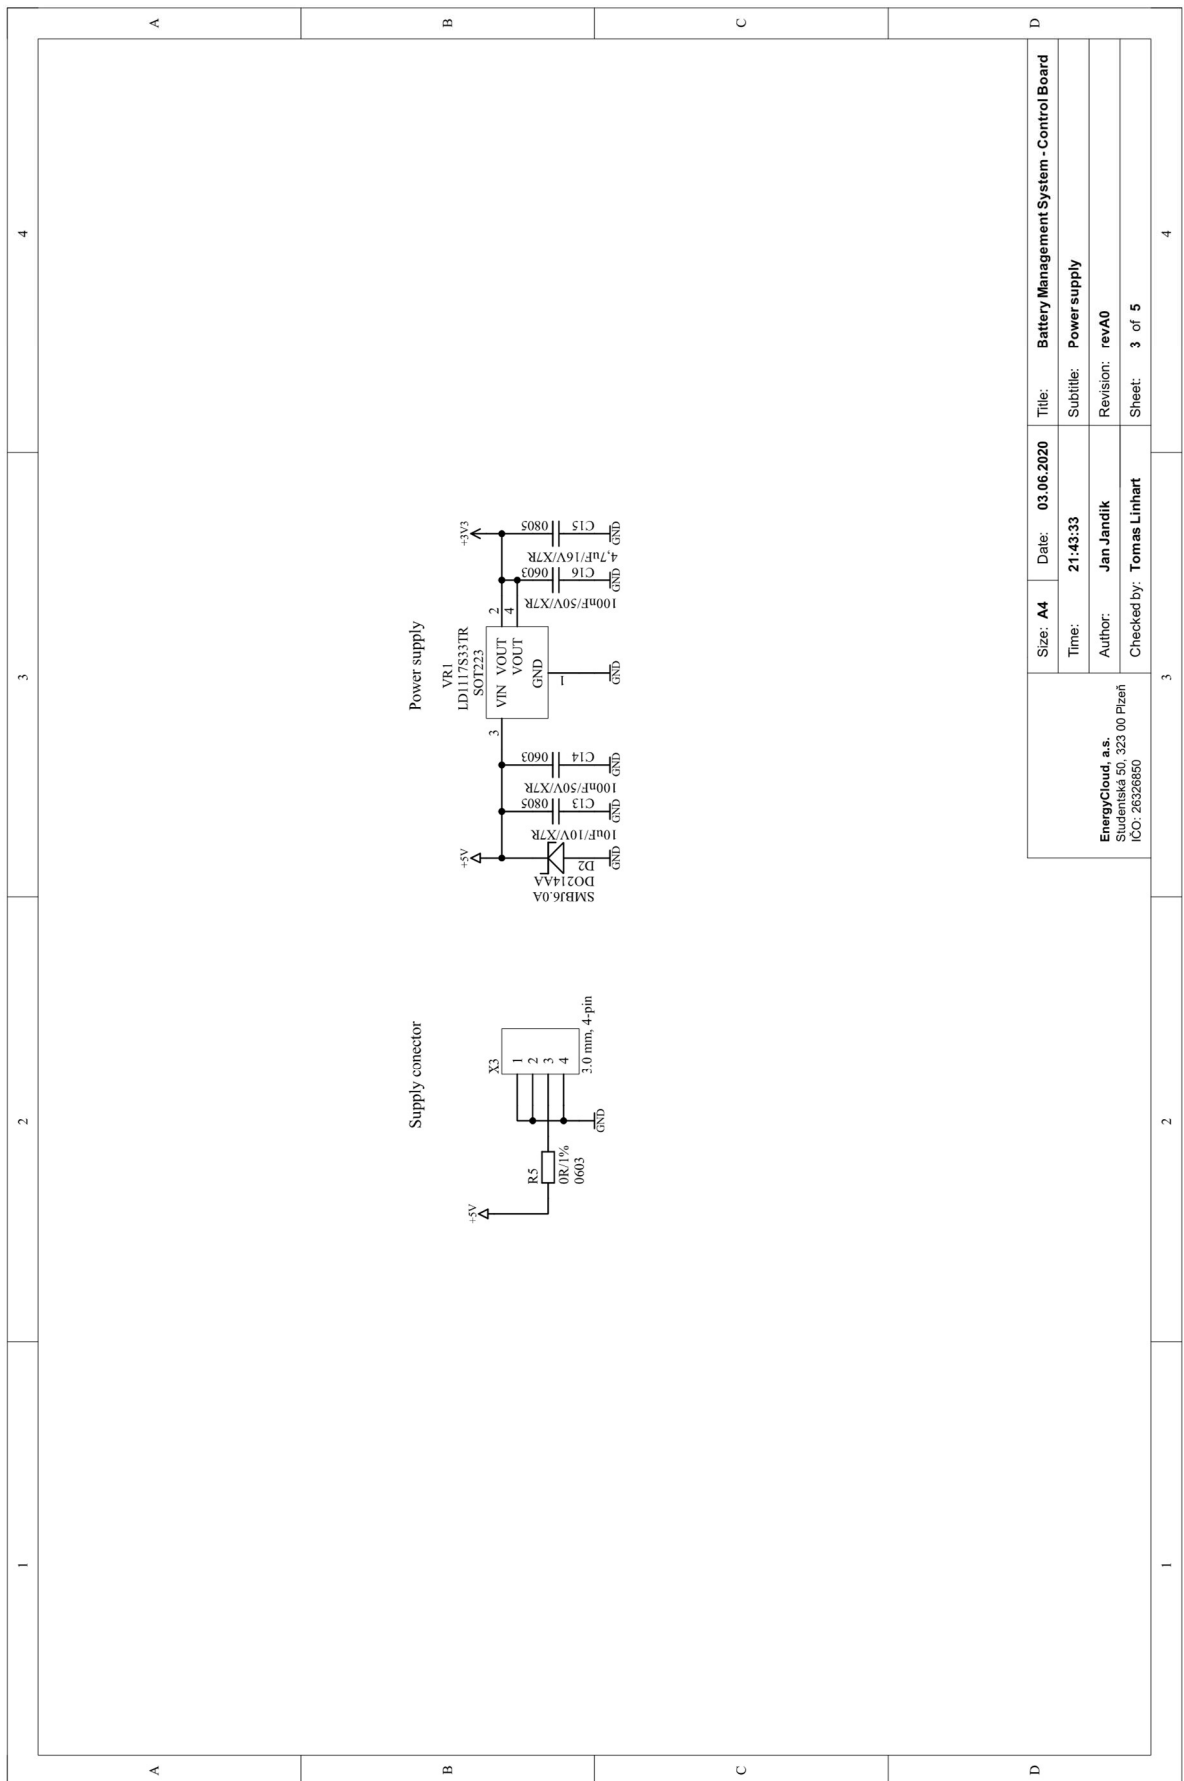 1
2
3
4
A
A
B
B
C
C
D
D
Supply conector
+5V
R5
0R/1%
0603
GND
X3
1
2
3
4
3.0 mm, 4-pin
Power supply
+5V
SMBJ6.0A
DO214AA
D2
GND
10uF/10V/X7R
C13
0805
GND
100nF/50V/X7R
C14
0603
GND
VR1
LD1117S33TR
SOT223
3
VIN VOUT
VOUT
GND
2
4
1
GND
100nF/50V/X7R
C16
0603
GND
4,7uF/16V/X7R
C15
0805
GND
+3V3
EnergyCloud, a.s.
Studentská 50, 323 00 Plzeň
IČO: 26326850
Size: A4 Date: 03.06.2020 Title: Battery Management System - Control Board
Time: 21:43:33 Subtitle: Power supply
Author: Jan Jandik Revision: revA0
Checked by: Tomas Linhart Sheet: 3 of 5
1
2
3
4